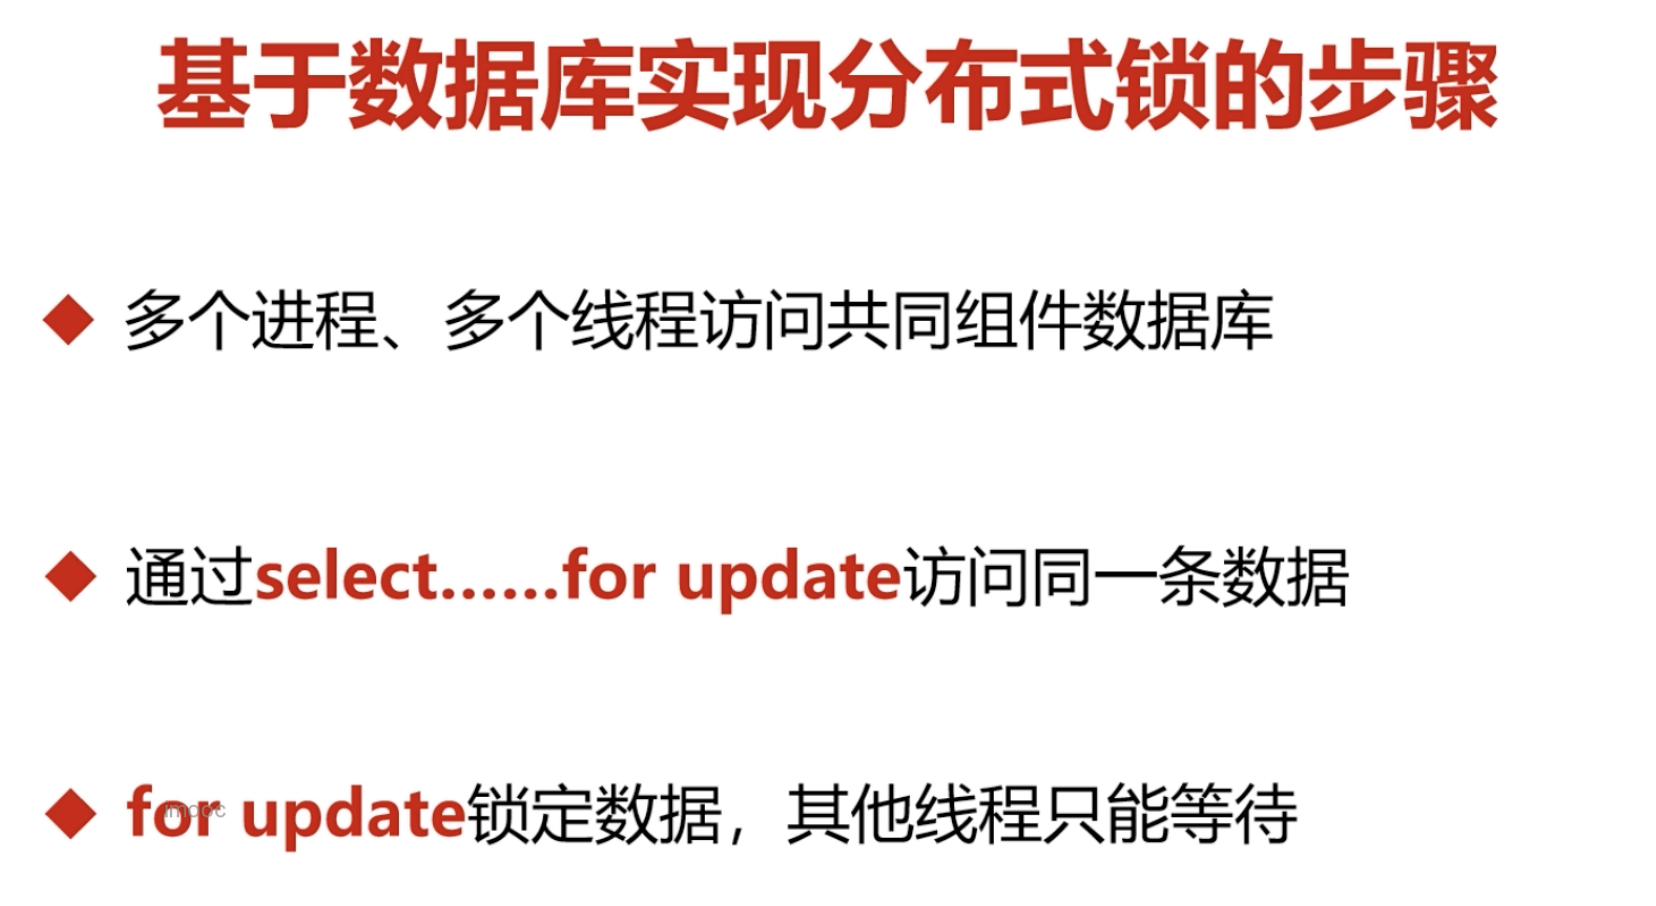 基于数据库实现分布式锁的步骤
多个进程、多个线程访问共同组件数据库
通过select......for update访问同一条数据
for update锁定数据，其他线程只能等待
imooc